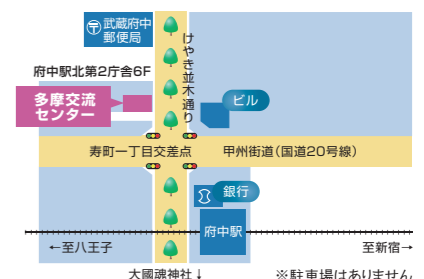 武蔵府中
郵便局
けやき並木通り
府中駅北第2庁舎6F
多摩交流
センター
ビル
寿町一丁目交差点
甲州街道(国道20号線)
銀行
府中駅
←至八王子
至新宿→
大國魂神社↓
※駐車場はありません